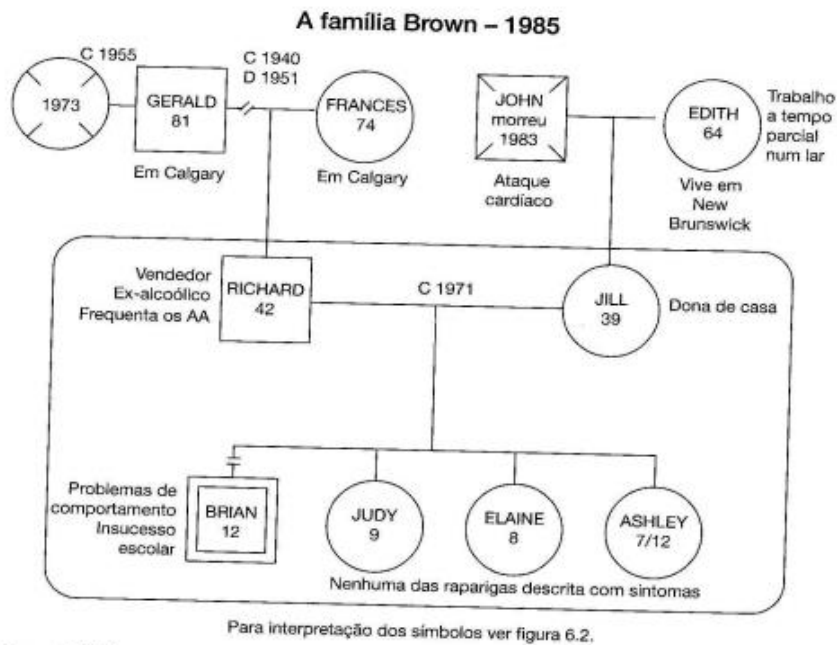 A família Brown – 1985
C 1955
1973
GERALD
81
Em Calgary
C 1940
D 1951
FRANCES
74
Em Calgary
JOHN
morreu
1983
Ataque
cardíaco
EDITH
64
Trabalho
a tempo
parcial
num lar
Vive em
New
Brunswick
Vendedor
Ex-alcoólico
Frequenta os AA
RICHARD
42
C 1971
JILL
39
Dona de casa
Problemas de
comportamento
Insucesso
escolar
BRIAN
12
JUDY
9
ELAINE
8
ASHLEY
7/12
Nenhuma das raparigas descrita com sintomas
Para interpretação dos símbolos ver figura 6.2.